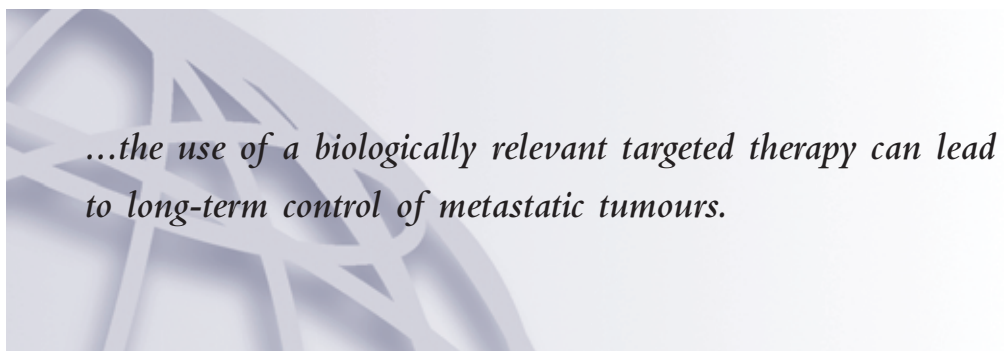 ...the use of a biologically relevant targeted therapy can lead
to long-term control of metastatic tumours.